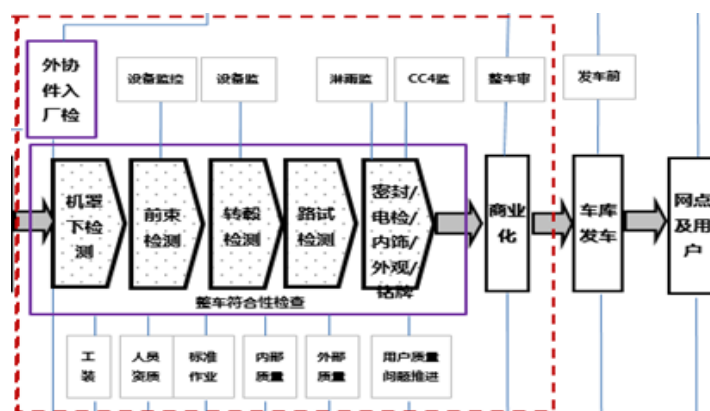 外协
件入
厂检
设备监控
设备监
淋雨监
CC4监
整车审
发车前
机罩
下检
测
前束
检测
转毂
检测
路试
检测
密封/
电检/
内饰/
外观/
铭牌
商业
化
车库
发车
网点
及用
户
整车符合性检查
工
装
人员
资质
标准
作业
内部
质量
外部
质量
用户质量
问题推进